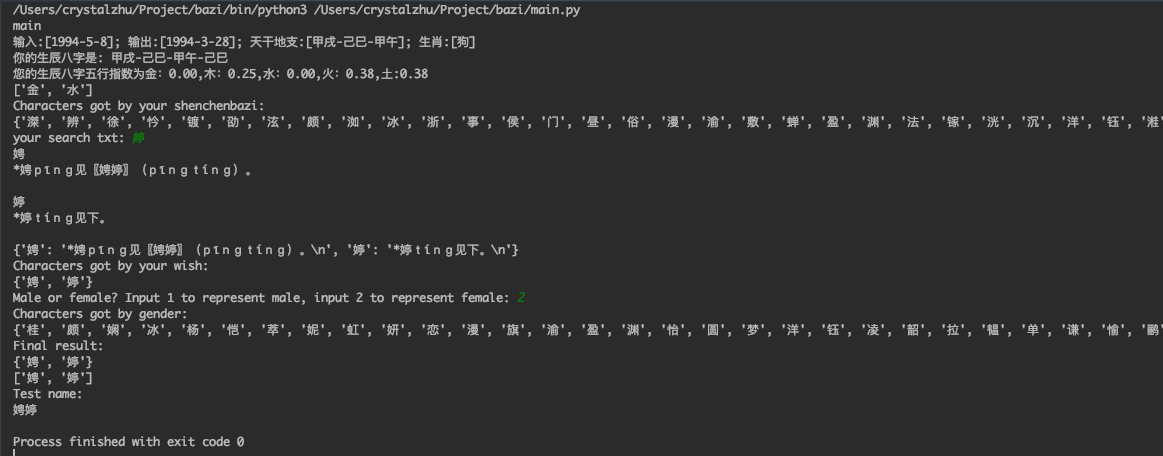 /Users/crystalzhu/Project/bazi/bin/python3 /Users/crystalzhu/Project/bazi/main.py
main
输入:[1994-5-8]; 输出:[1994-3-28]; 天干地支:[甲戌-己巳-甲午]; 生肖:[狗]
你的生辰八字是: 甲戌-己巳-甲午-己巳
您的生辰八字五行指数为金: 0.00,木: 0.25,水: 0.00,火: 0.38,土:0.38
['金', '水']
Characters got by your shenchenbazi:
{'滐', '辨', '徐', '忴', '镀', '劭', '泫', '颇', '洳', '冰', '浙', '事', '侯', '门', '昼', '俗', '漫', '渝', '敷', '蝉', '盈', '渊', '法', '镓', '洸', '沉', '洋', '钰', '淮'
your search txt: 婷
娉
*娉pīng见〖娉婷〗（pīngtíng）。

婷
*婷tíng见下。

{'娉': '*娉pīng见〖娉婷〗（pīngtíng）。\n', '婷': '*婷tíng见下。\n'}
Characters got by your wish:
{'娉', '婷'}
Male or female? Input 1 to represent male, input 2 to represent female: 2
Characters got by gender:
{'桂', '颇', '娴', '冰', '杨', '恺', '萃', '妮', '虹', '妍', '恋', '漫', '旗', '渝', '盈', '渊', '怡', '圆', '梦', '洋', '钰', '凌', '韶', '拉', '韫', '单', '谦', '愉', '鹂
Final result:
{'娉', '婷'}
['娉', '婷']
Test name:
娉婷

Process finished with exit code 0